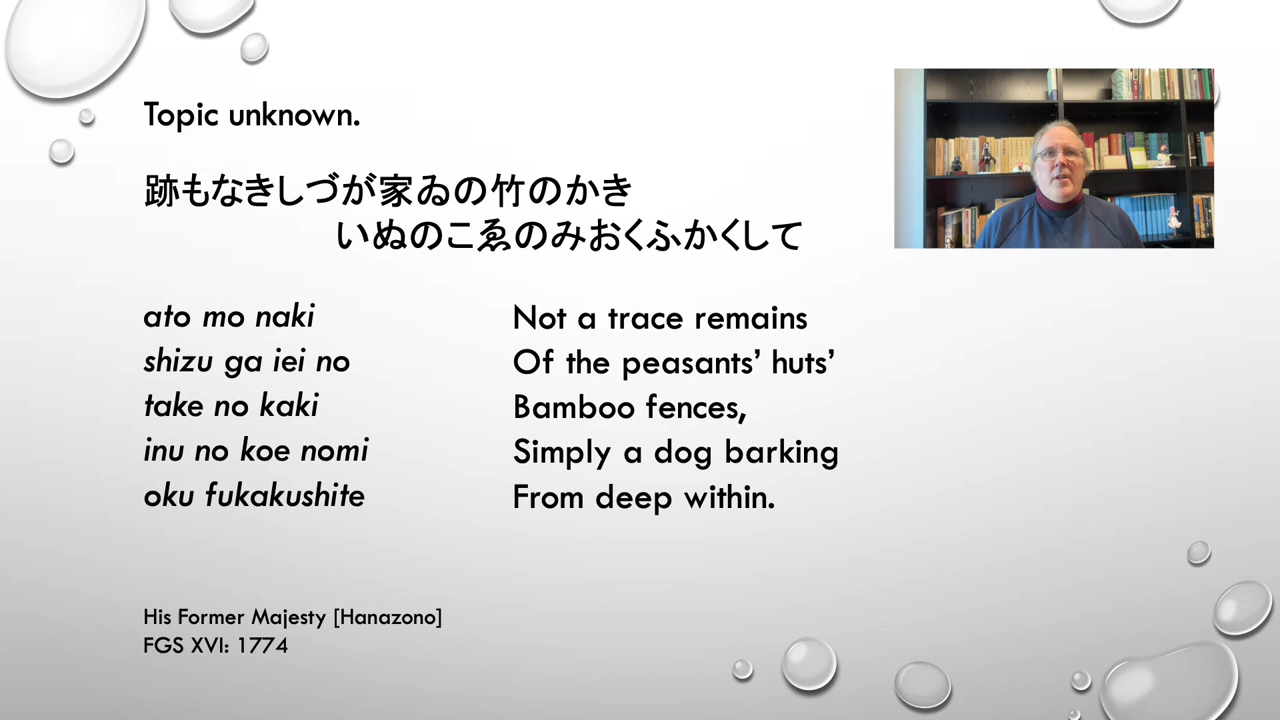 Topic unknown.
跡もなきしづが家ゐの竹のかき
いぬのこゑのみおくふかくして
ato mo naki
shizu ga iei no
take no kaki
inu no koe nomi
oku fukakushite
Not a trace remains
Of the peasants’ huts’
Bamboo fences,
Simply a dog barking
From deep within.
His Former Majesty [Hanazono]
FGS XVI: 1774